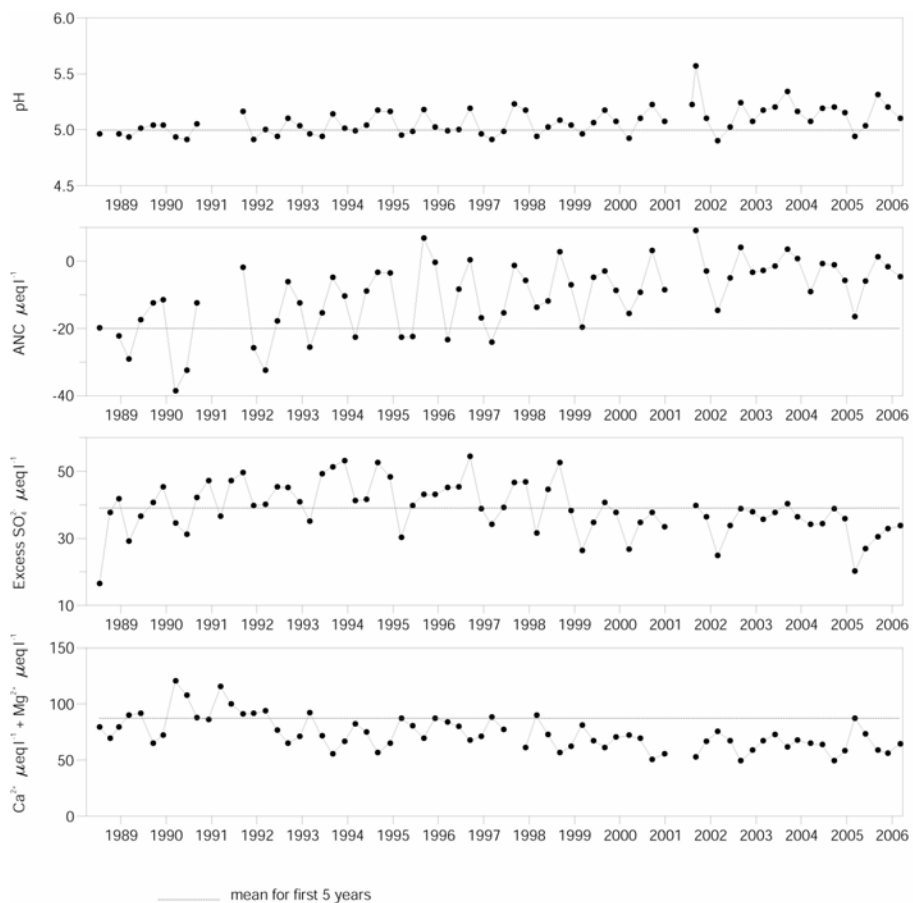 6.0
5.5
pH
5.0
4.5
1989 1990 1991 1992 1993 1994 1995 1996 1997 1998 1999 2000 2001 2002 2003 2004 2005 2006
0
ANC μeq l⁻¹
-20
-40
1989 1990 1991 1992 1993 1994 1995 1996 1997 1998 1999 2000 2001 2002 2003 2004 2005 2006
50
Excess SO₄²⁻ μeq l⁻¹
30
10
1989 1990 1991 1992 1993 1994 1995 1996 1997 1998 1999 2000 2001 2002 2003 2004 2005 2006
150
100
Ca²⁺ μeq l⁻¹ + Mg²⁺ μeq l⁻¹
50
0
1989 1990 1991 1992 1993 1994 1995 1996 1997 1998 1999 2000 2001 2002 2003 2004 2005 2006
mean for first 5 years